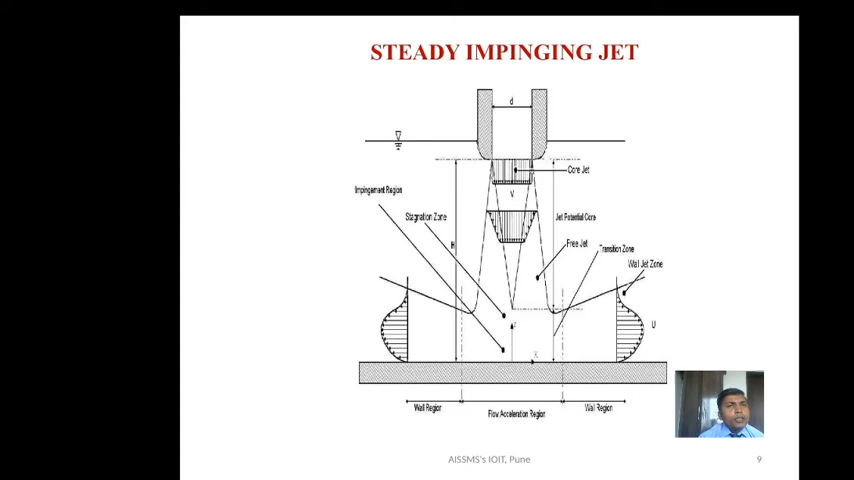 STEADY IMPINGING JET
d
Core Jet
Impingement Region
V
Stagnation Zone
Jet Potential Core
H
Free Jet
Transition Zone
Wall Jet Zone
U
X
Wall Region
Flow Acceleration Region
Wall Region
AISSMS's IOIT, Pune
9